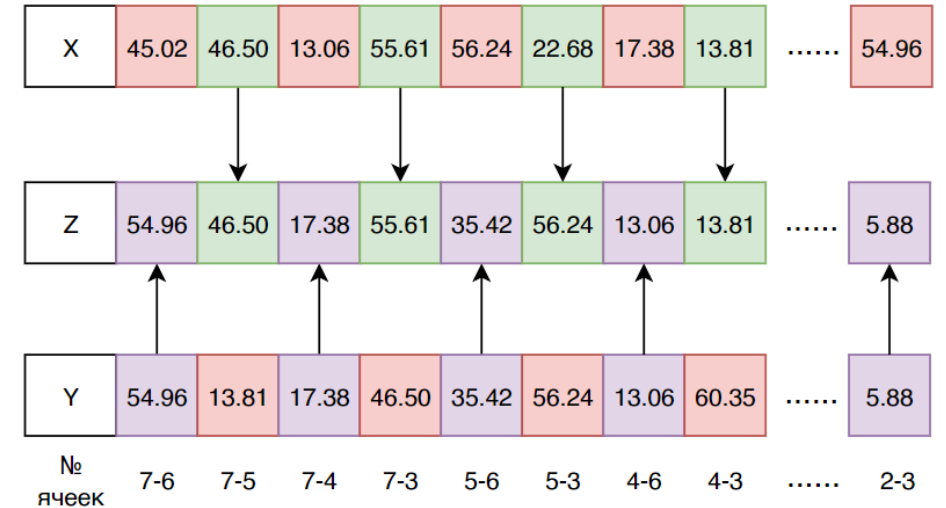 X 45.02 46.50 13.06 55.61 56.24 22.68 17.38 13.81 ...... 54.96
Z 54.96 46.50 17.38 55.61 35.42 56.24 13.06 13.81 ...... 5.88
Y 54.96 13.81 17.38 46.50 35.42 56.24 13.06 60.35 ...... 5.88
№
ячеек 7-6 7-5 7-4 7-3 5-6 5-3 4-6 4-3 ...... 2-3